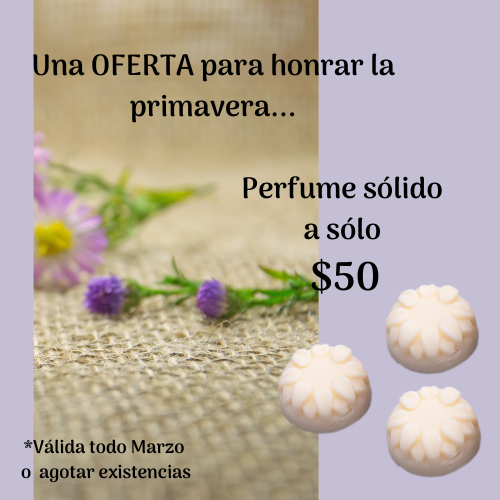 Una OFERTA para honrar la
primavera...
Perfume sólido
a sólo
$50
*Válida todo Marzo
o agotar existencias